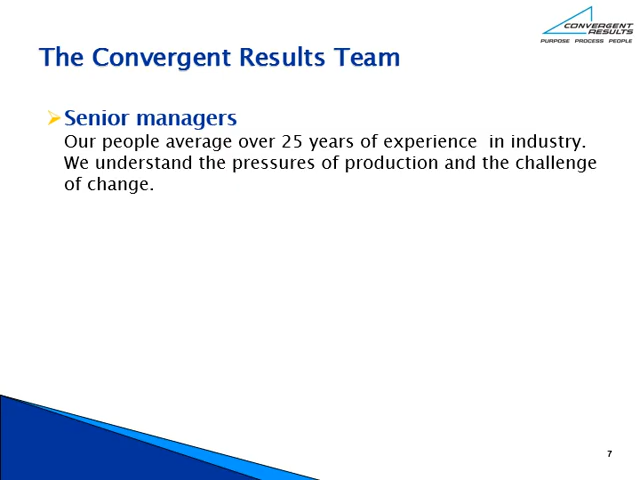 CONVERGENT
RESULTS
PURPOSE PROCESS PEOPLE
The Convergent Results Team
Senior managers
Our people average over 25 years of experience  in industry.
We understand the pressures of production and the challenge
of change.
7